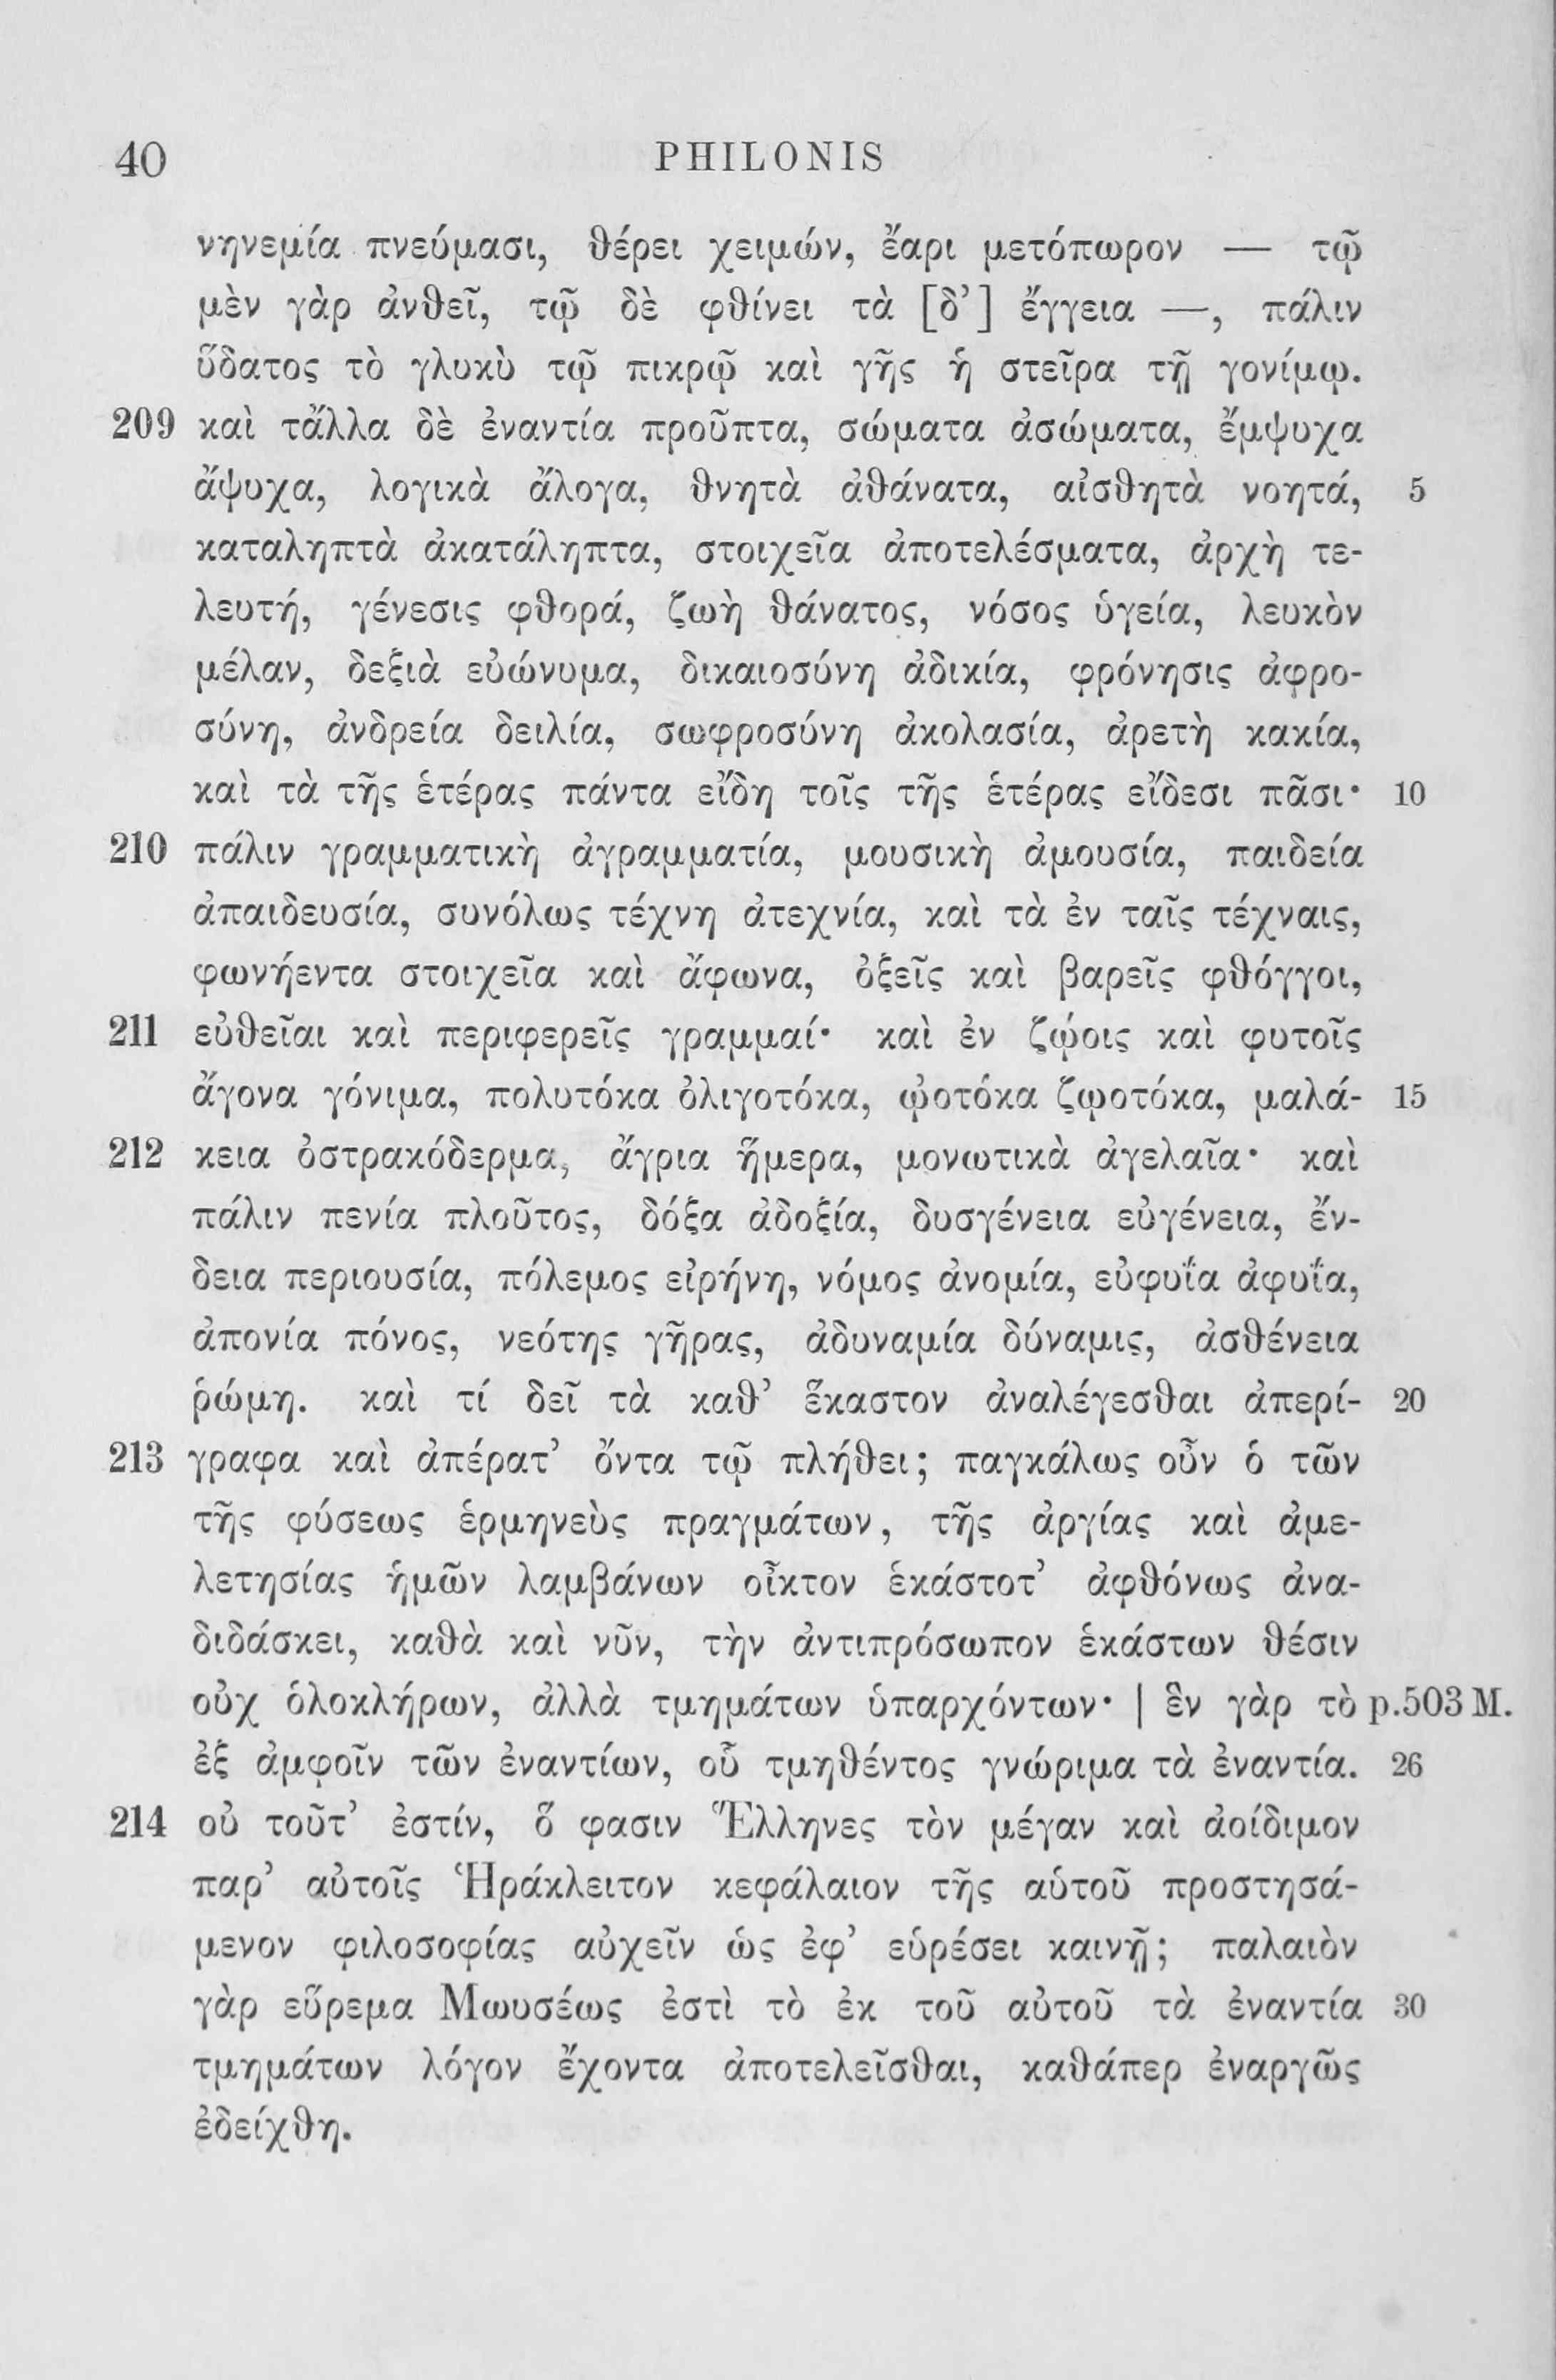 40 PHILONIS
νηνεμία πνεύμασι, θέρει χειμών, ἔαρι μετόπωρον — τῷ
μὲν γὰρ ἀνθεῖ, τῷ δὲ φθίνει τὰ [δ’] ἔγγεια —, πάλιν
ὕδατος τὸ γλυκὺ τῷ πικρῷ καὶ γῆς ἡ στεῖρα τῇ γονίμῳ.
209 καὶ τἄλλα δὲ ἐναντία προῦπτα, σώματα ἀσώματα, ἔμψυχα
ἄψυχα, λογικὰ ἄλογα, θνητὰ ἀθάνατα, αἰσθητὰ νοητά, 5
καταληπτὰ ἀκατάληπτα, στοιχεῖα ἀποτελέσματα, ἀρχὴ τε-
λευτή, γένεσις φθορά, ζωὴ θάνατος, νόσος ὑγεία, λευκὸν
μέλαν, δεξιὰ εὐώνυμα, δικαιοσύνη ἀδικία, φρόνησις ἀφρο-
σύνη, ἀνδρεία δειλία, σωφροσύνη ἀκολασία, ἀρετὴ κακία,
καὶ τὰ τῆς ἑτέρας πάντα εἴδη τοῖς τῆς ἑτέρας εἴδεσι πᾶσι· 10
210 πάλιν γραμματικὴ ἀγραμματία, μουσικὴ ἀμουσία, παιδεία
ἀπαιδευσία, συνόλως τέχνη ἀτεχνία, καὶ τὰ ἐν ταῖς τέχναις,
φωνήεντα στοιχεῖα καὶ ἄφωνα, ὀξεῖς καὶ βαρεῖς φθόγγοι,
211 εὐθεῖαι καὶ περιφερεῖς γραμμαί· καὶ ἐν ζῴοις καὶ φυτοῖς
ἄγονα γόνιμα, πολυτόκα ὀλιγοτόκα, ᾠοτόκα ζῳοτόκα, μαλά- 15
212 κεια ὀστρακόδερμα, ἄγρια ἥμερα, μονωτικὰ ἀγελαῖα· καὶ
πάλιν πενία πλοῦτος, δόξα ἀδοξία, δυσγένεια εὐγένεια, ἔν-
δεια περιουσία, πόλεμος εἰρήνη, νόμος ἀνομία, εὐφυΐα ἀφυΐα,
ἀπονία πόνος, νεότης γῆρας, ἀδυναμία δύναμις, ἀσθένεια
ῥώμη. καὶ τί δεῖ τὰ καθ’ ἕκαστον ἀναλέγεσθαι ἀπερί- 20
213 γραφα καὶ ἀπέρατ’ ὄντα τῷ πλήθει; παγκάλως οὖν ὁ τῶν
τῆς φύσεως ἑρμηνεὺς πραγμάτων, τῆς ἀργίας καὶ ἀμε-
λετησίας ἡμῶν λαμβάνων οἶκτον ἑκάστοτ’ ἀφθόνως ἀνα-
διδάσκει, καθὰ καὶ νῦν, τὴν ἀντιπρόσωπον ἑκάστων θέσιν
οὐχ ὁλοκλήρων, ἀλλὰ τμημάτων ὑπαρχόντων· | ἓν γὰρ τὸ p.503 M.
ἐξ ἀμφοῖν τῶν ἐναντίων, οὗ τμηθέντος γνώριμα τὰ ἐναντία. 26
214 οὐ τοῦτ’ ἐστίν, ὅ φασιν Ἕλληνες τὸν μέγαν καὶ ἀοίδιμον
παρ’ αὐτοῖς Ἡράκλειτον κεφάλαιον τῆς αὑτοῦ προστησά-
μενον φιλοσοφίας αὐχεῖν ὡς ἐφ’ εὑρέσει καινῇ; παλαιὸν
γὰρ εὕρεμα Μωυσέως ἐστὶ τὸ ἐκ τοῦ αὐτοῦ τὰ ἐναντία 30
τμημάτων λόγον ἔχοντα ἀποτελεῖσθαι, καθάπερ ἐναργῶς
ἐδείχθη.